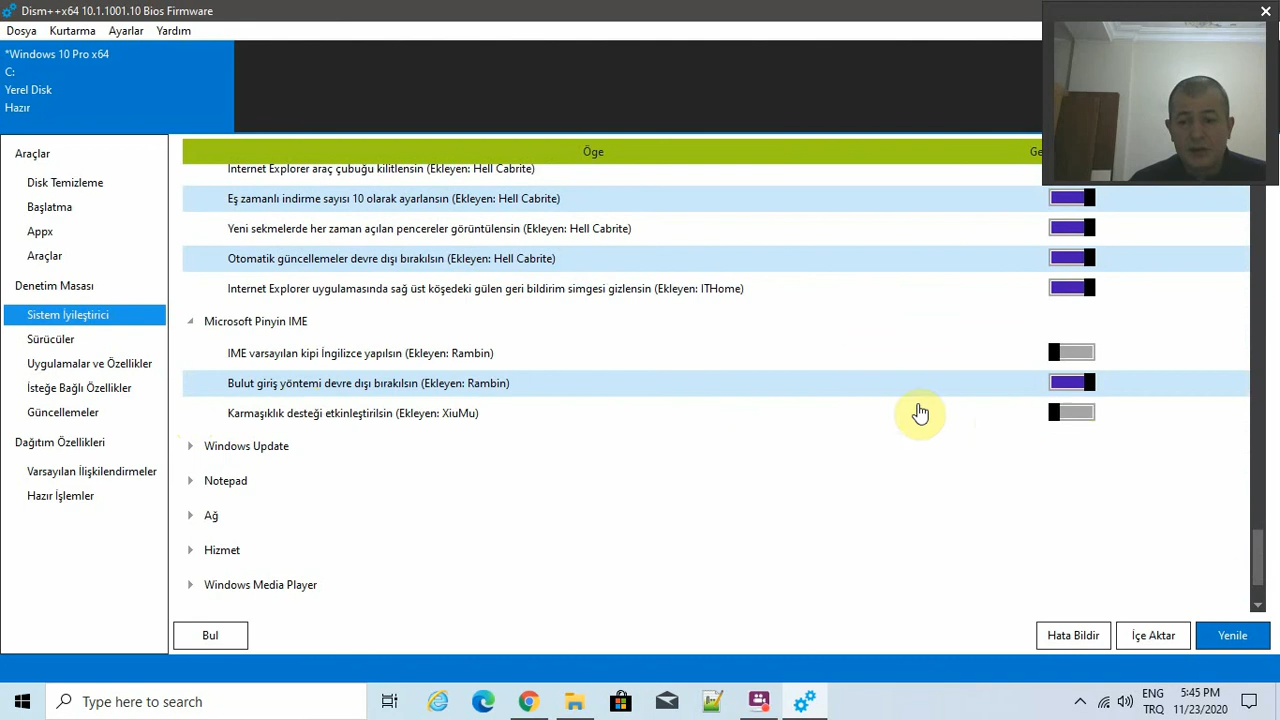 Dism++x64 10.1.1001.10 Bios Firmware
Dosya Kurtarma Ayarlar Yardım
*Windows 10 Pro x64
C:
Yerel Disk
Hazır
Araçlar
Disk Temizleme
Başlatma
Appx
Araçlar
Denetim Masası
Sistem İyileştirici
Sürücüler
Uygulamalar ve Özellikler
İsteğe Bağlı Özellikler
Güncellemeler
Dağıtım Özellikleri
Varsayılan İlişkilendirmeler
Hazır İşlemler
Öge Ge
Internet Explorer araç çubuğu kilitlensin (Ekleyen: Hell Cabrite)
Eş zamanlı indirme sayısı 10 olarak ayarlansın (Ekleyen: Hell Cabrite)
Yeni sekmelerde her zaman açılan pencereler görüntülensin (Ekleyen: Hell Cabrite)
Otomatik güncellemeler devre dışı bırakılsın (Ekleyen: Hell Cabrite)
Internet Explorer uygulamasında sağ üst köşedeki gülen geri bildirim simgesi gizlensin (Ekleyen: ITHome)
Microsoft Pinyin IME
IME varsayılan kipi İngilizce yapılsın (Ekleyen: Rambin)
Bulut giriş yöntemi devre dışı bırakılsın (Ekleyen: Rambin)
Karmaşıklık desteği etkinleştirilsin (Ekleyen: XiuMu)
Windows Update
Notepad
Ağ
Hizmet
Windows Media Player
Bul
Hata Bildir
İçe Aktar
Yenile
Type here to search
ENG
TRQ
5:45 PM
11/23/2020